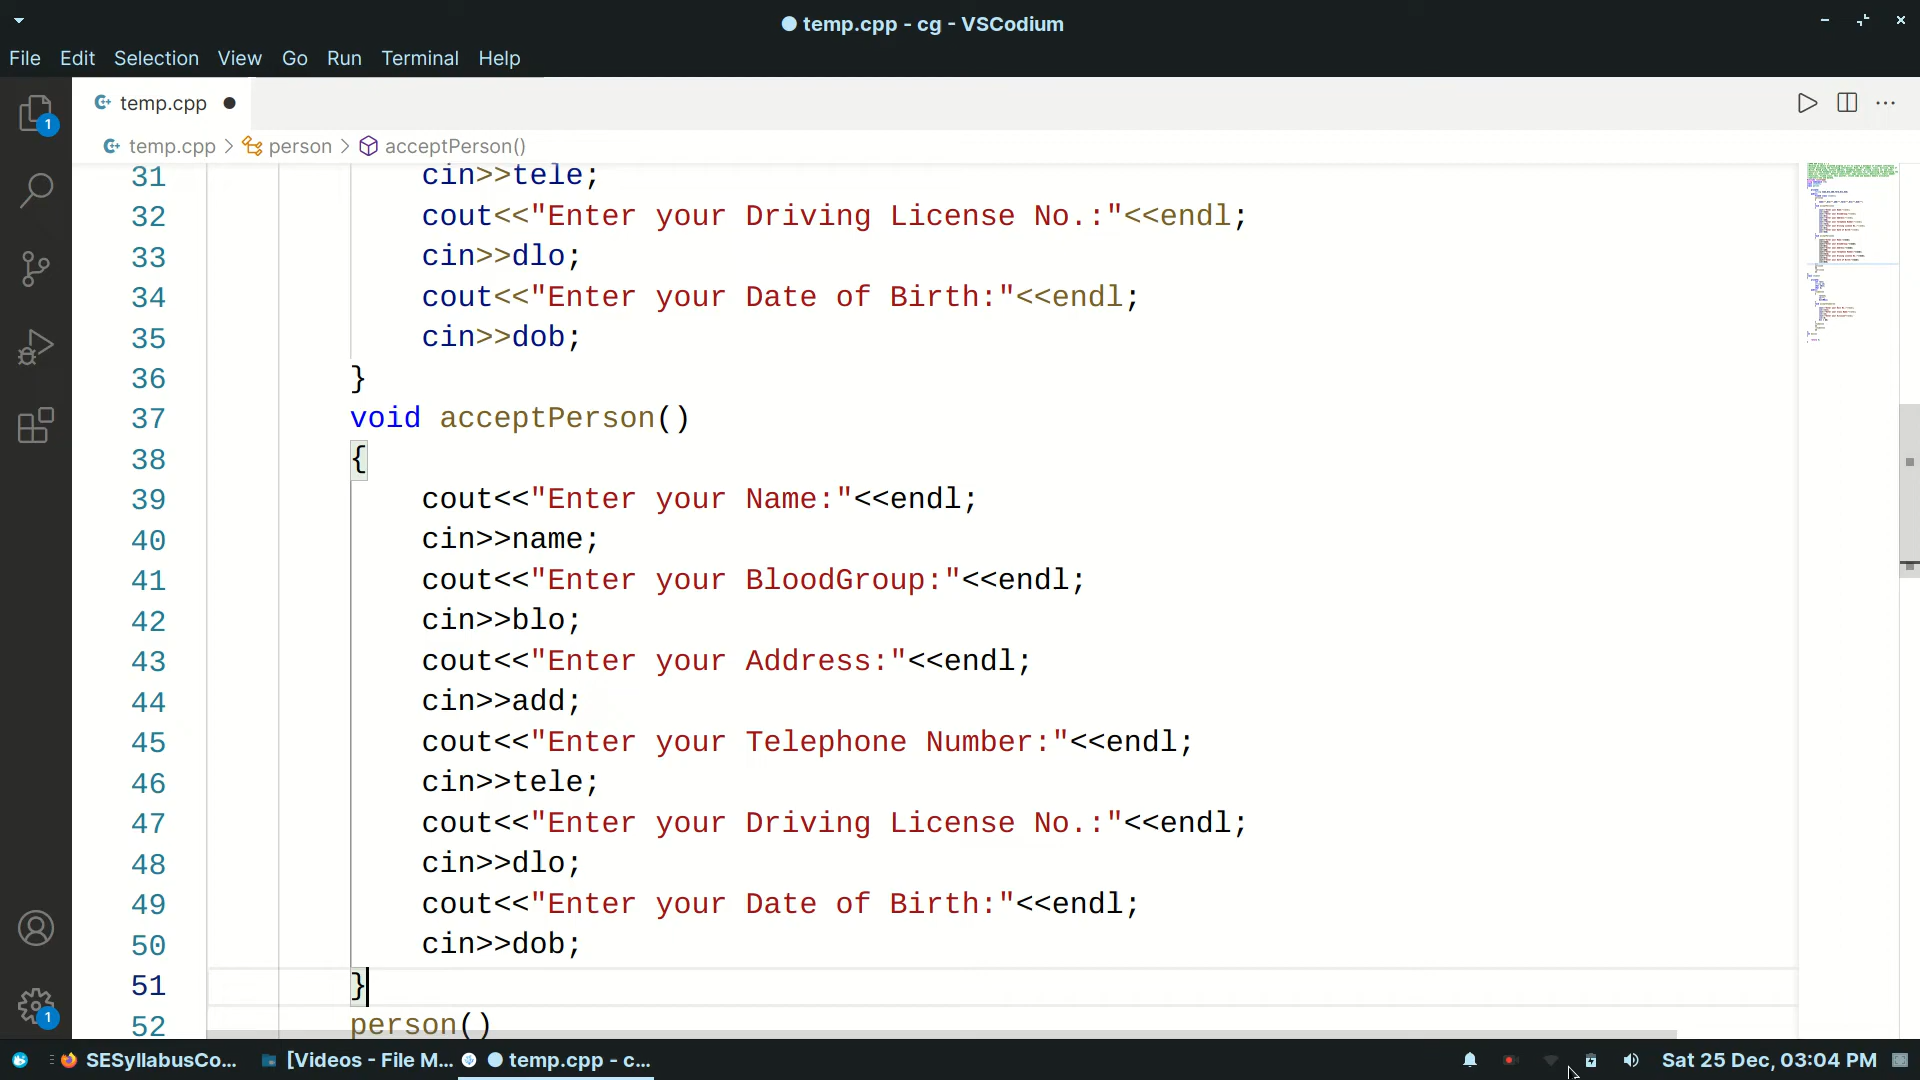 temp.cpp - cg - VSCodium
File Edit Selection View Go Run Terminal Help
temp.cpp
temp.cpp > person > acceptPerson()
31 cin>>tele;
32 cout<<"Enter your Driving License No.:"<<endl;
33 cin>>dlo;
34 cout<<"Enter your Date of Birth:"<<endl;
35 cin>>dob;
36 }
37 void acceptPerson()
38 {
39 cout<<"Enter your Name:"<<endl;
40 cin>>name;
41 cout<<"Enter your BloodGroup:"<<endl;
42 cin>>blo;
43 cout<<"Enter your Address:"<<endl;
44 cin>>add;
45 cout<<"Enter your Telephone Number:"<<endl;
46 cin>>tele;
47 cout<<"Enter your Driving License No.:"<<endl;
48 cin>>dlo;
49 cout<<"Enter your Date of Birth:"<<endl;
50 cin>>dob;
51 }
52 person()
1
1
SESyllabusCo... [Videos - File M... temp.cpp - c... Sat 25 Dec, 03:04 PM